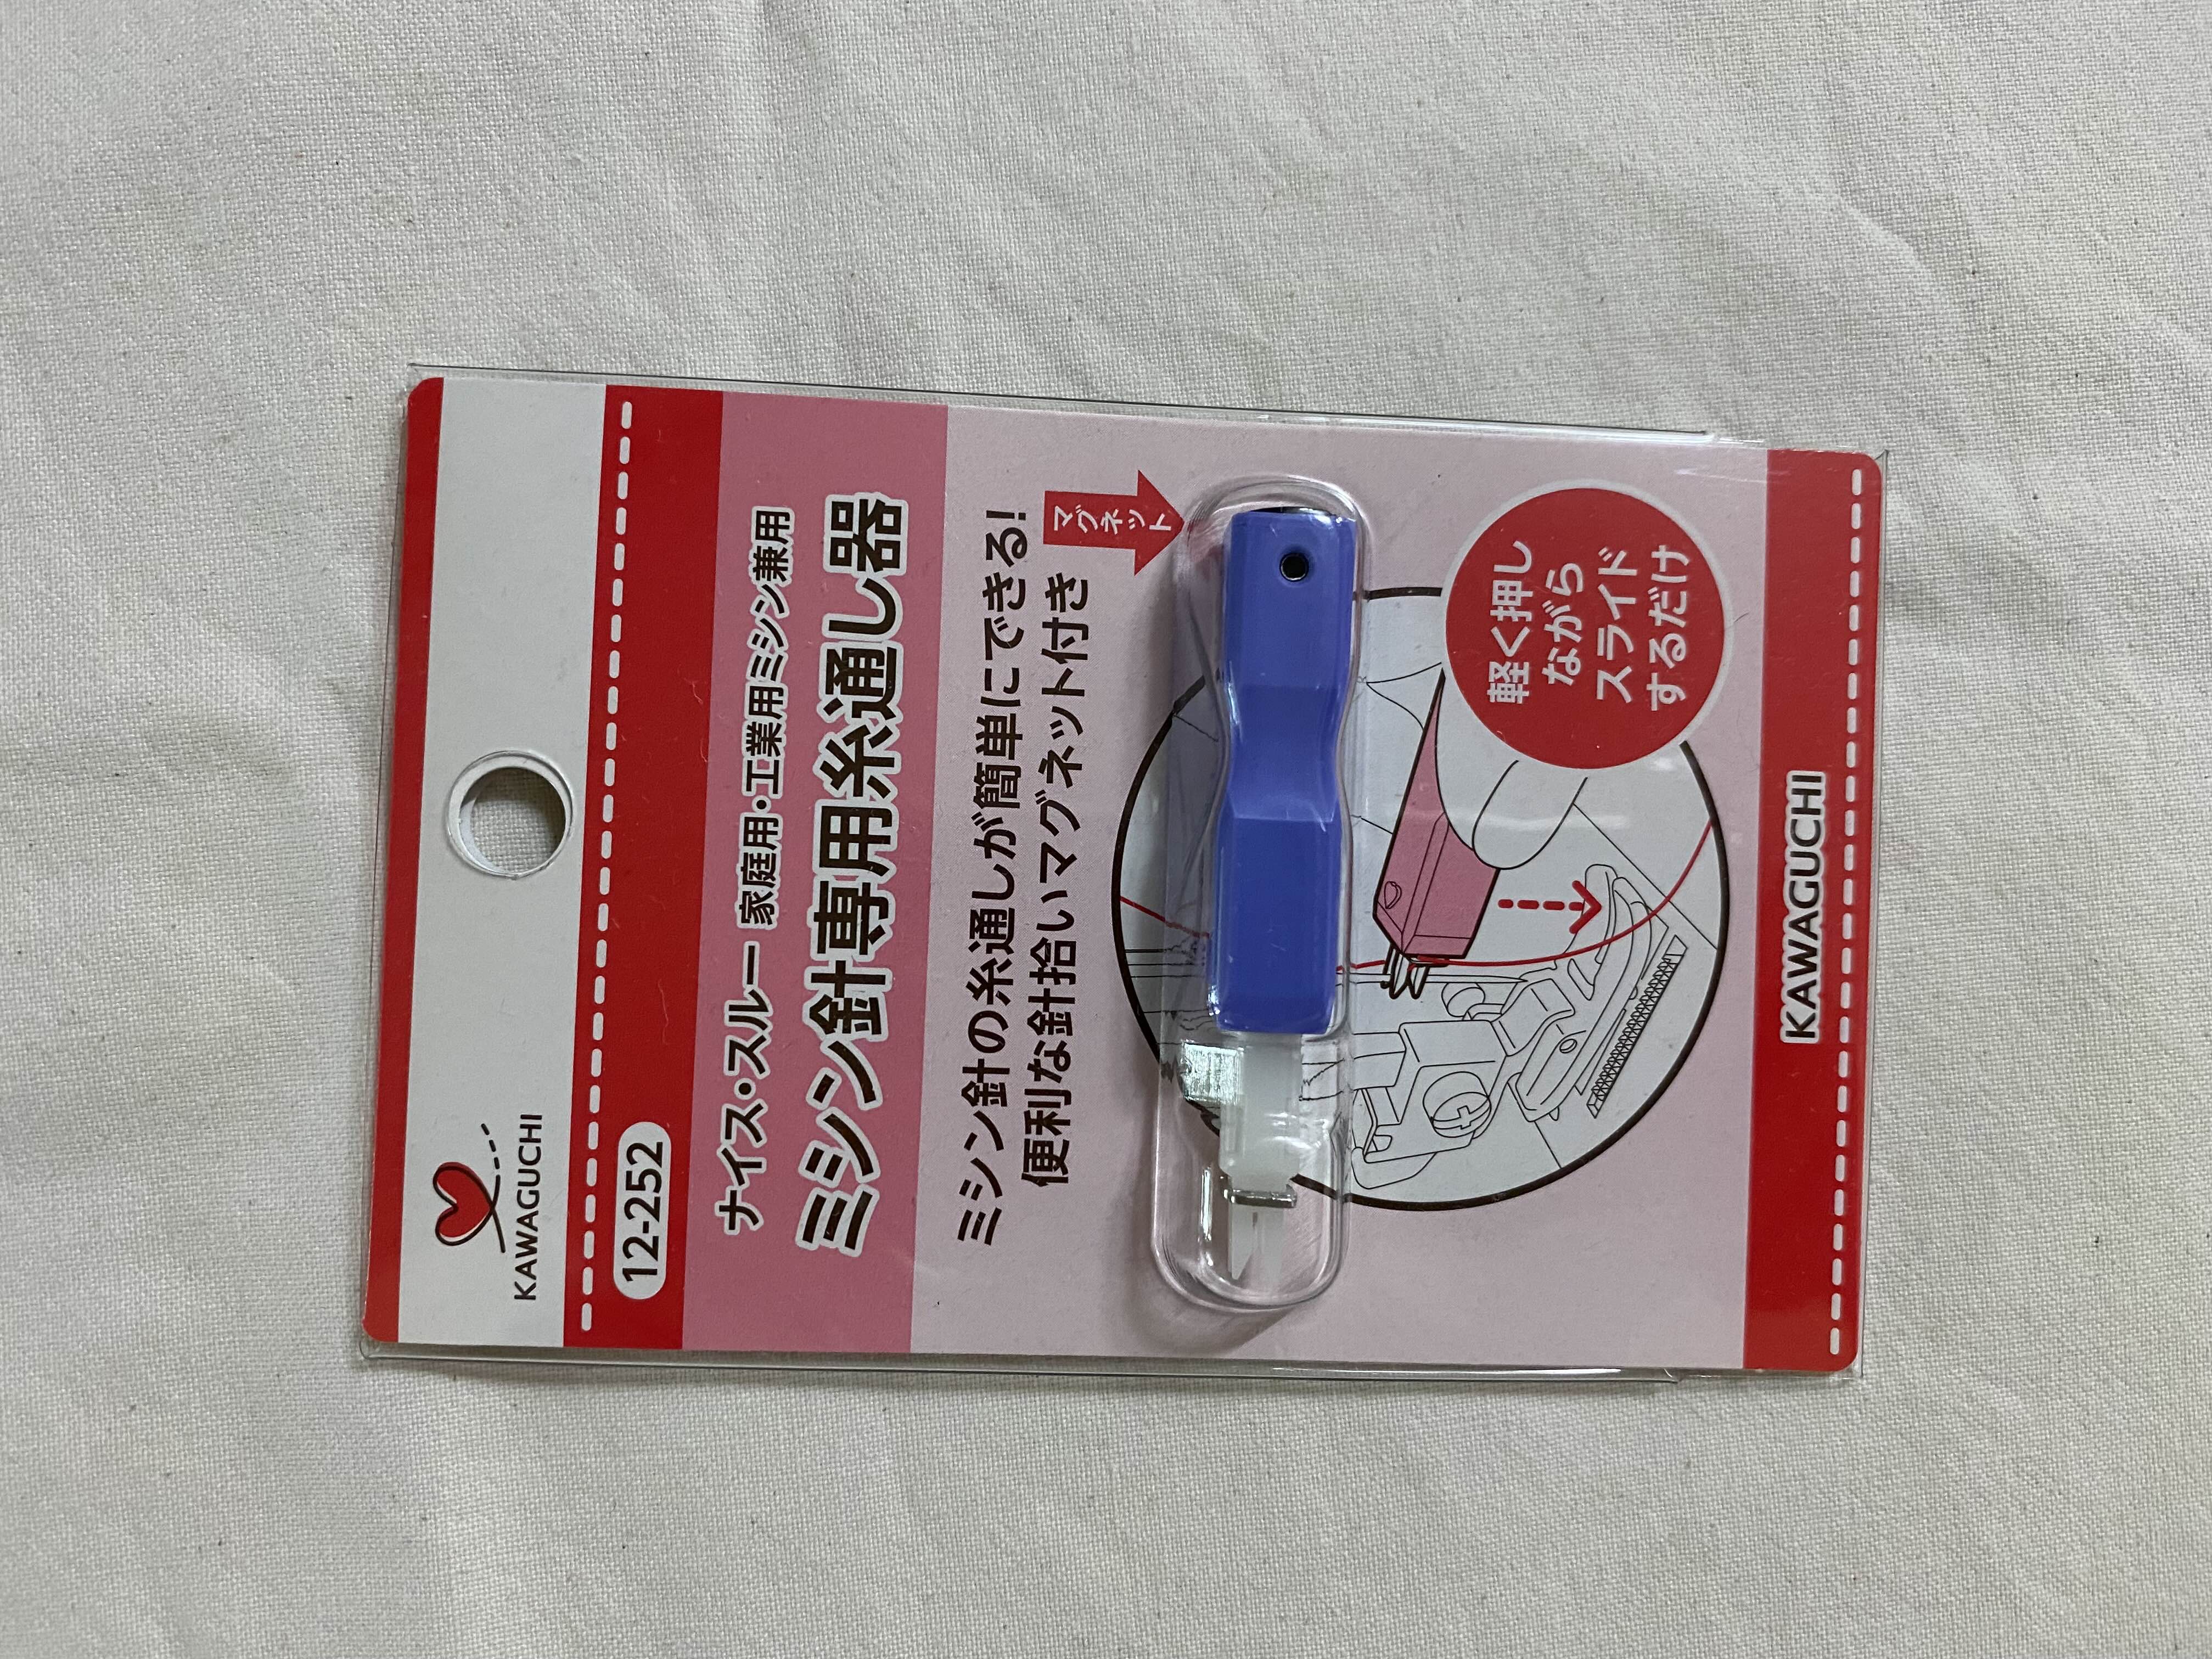 KAWAGUCHI
12-252
ナイス・スルー 家庭用・工業用ミシン兼用
ミシン針専用糸通し器
ミシン針の糸通しが簡単にできる!
便利な針拾いマグネット付き
マグネット
軽く押し
ながら
スライド
するだけ
KAWAGUCHI